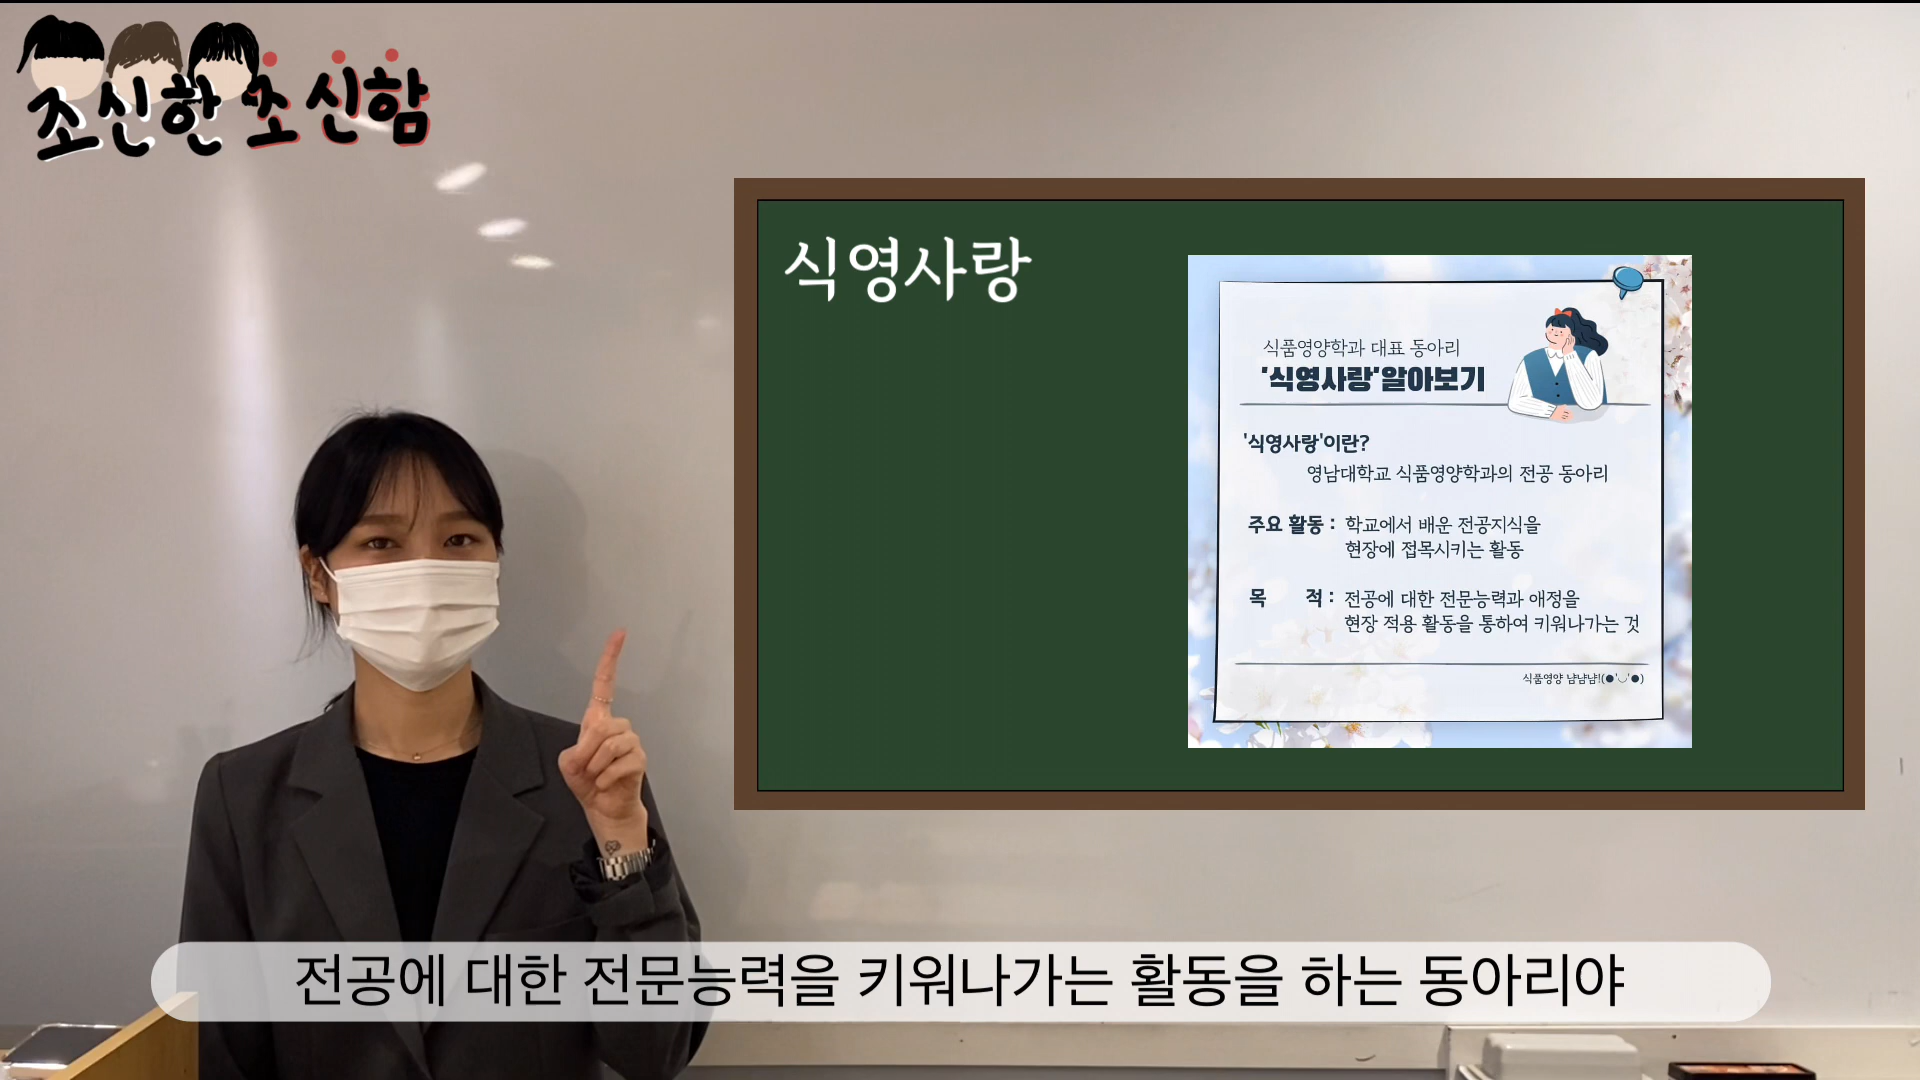 조신한 조신함
식영사랑
식품영양학과 대표 동아리
'식영사랑'알아보기
'식영사랑'이란?
영남대학교 식품영양학과의 전공 동아리
주요 활동 : 학교에서 배운 전공지식을
현장에 접목시키는 활동
목 적 : 전공에 대한 전문능력과 애정을
현장 적용 활동을 통하여 키워나가는 것
식품영양 냠냠냠!(●'◡'●)
전공에 대한 전문능력을 키워나가는 활동을 하는 동아리야